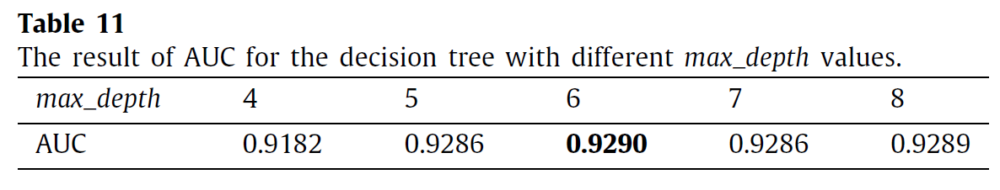 Table 11
The result of AUC for the decision tree with different max_depth values.
max_depth 4 5 6 7 8
AUC 0.9182 0.9286 0.9290 0.9286 0.9289